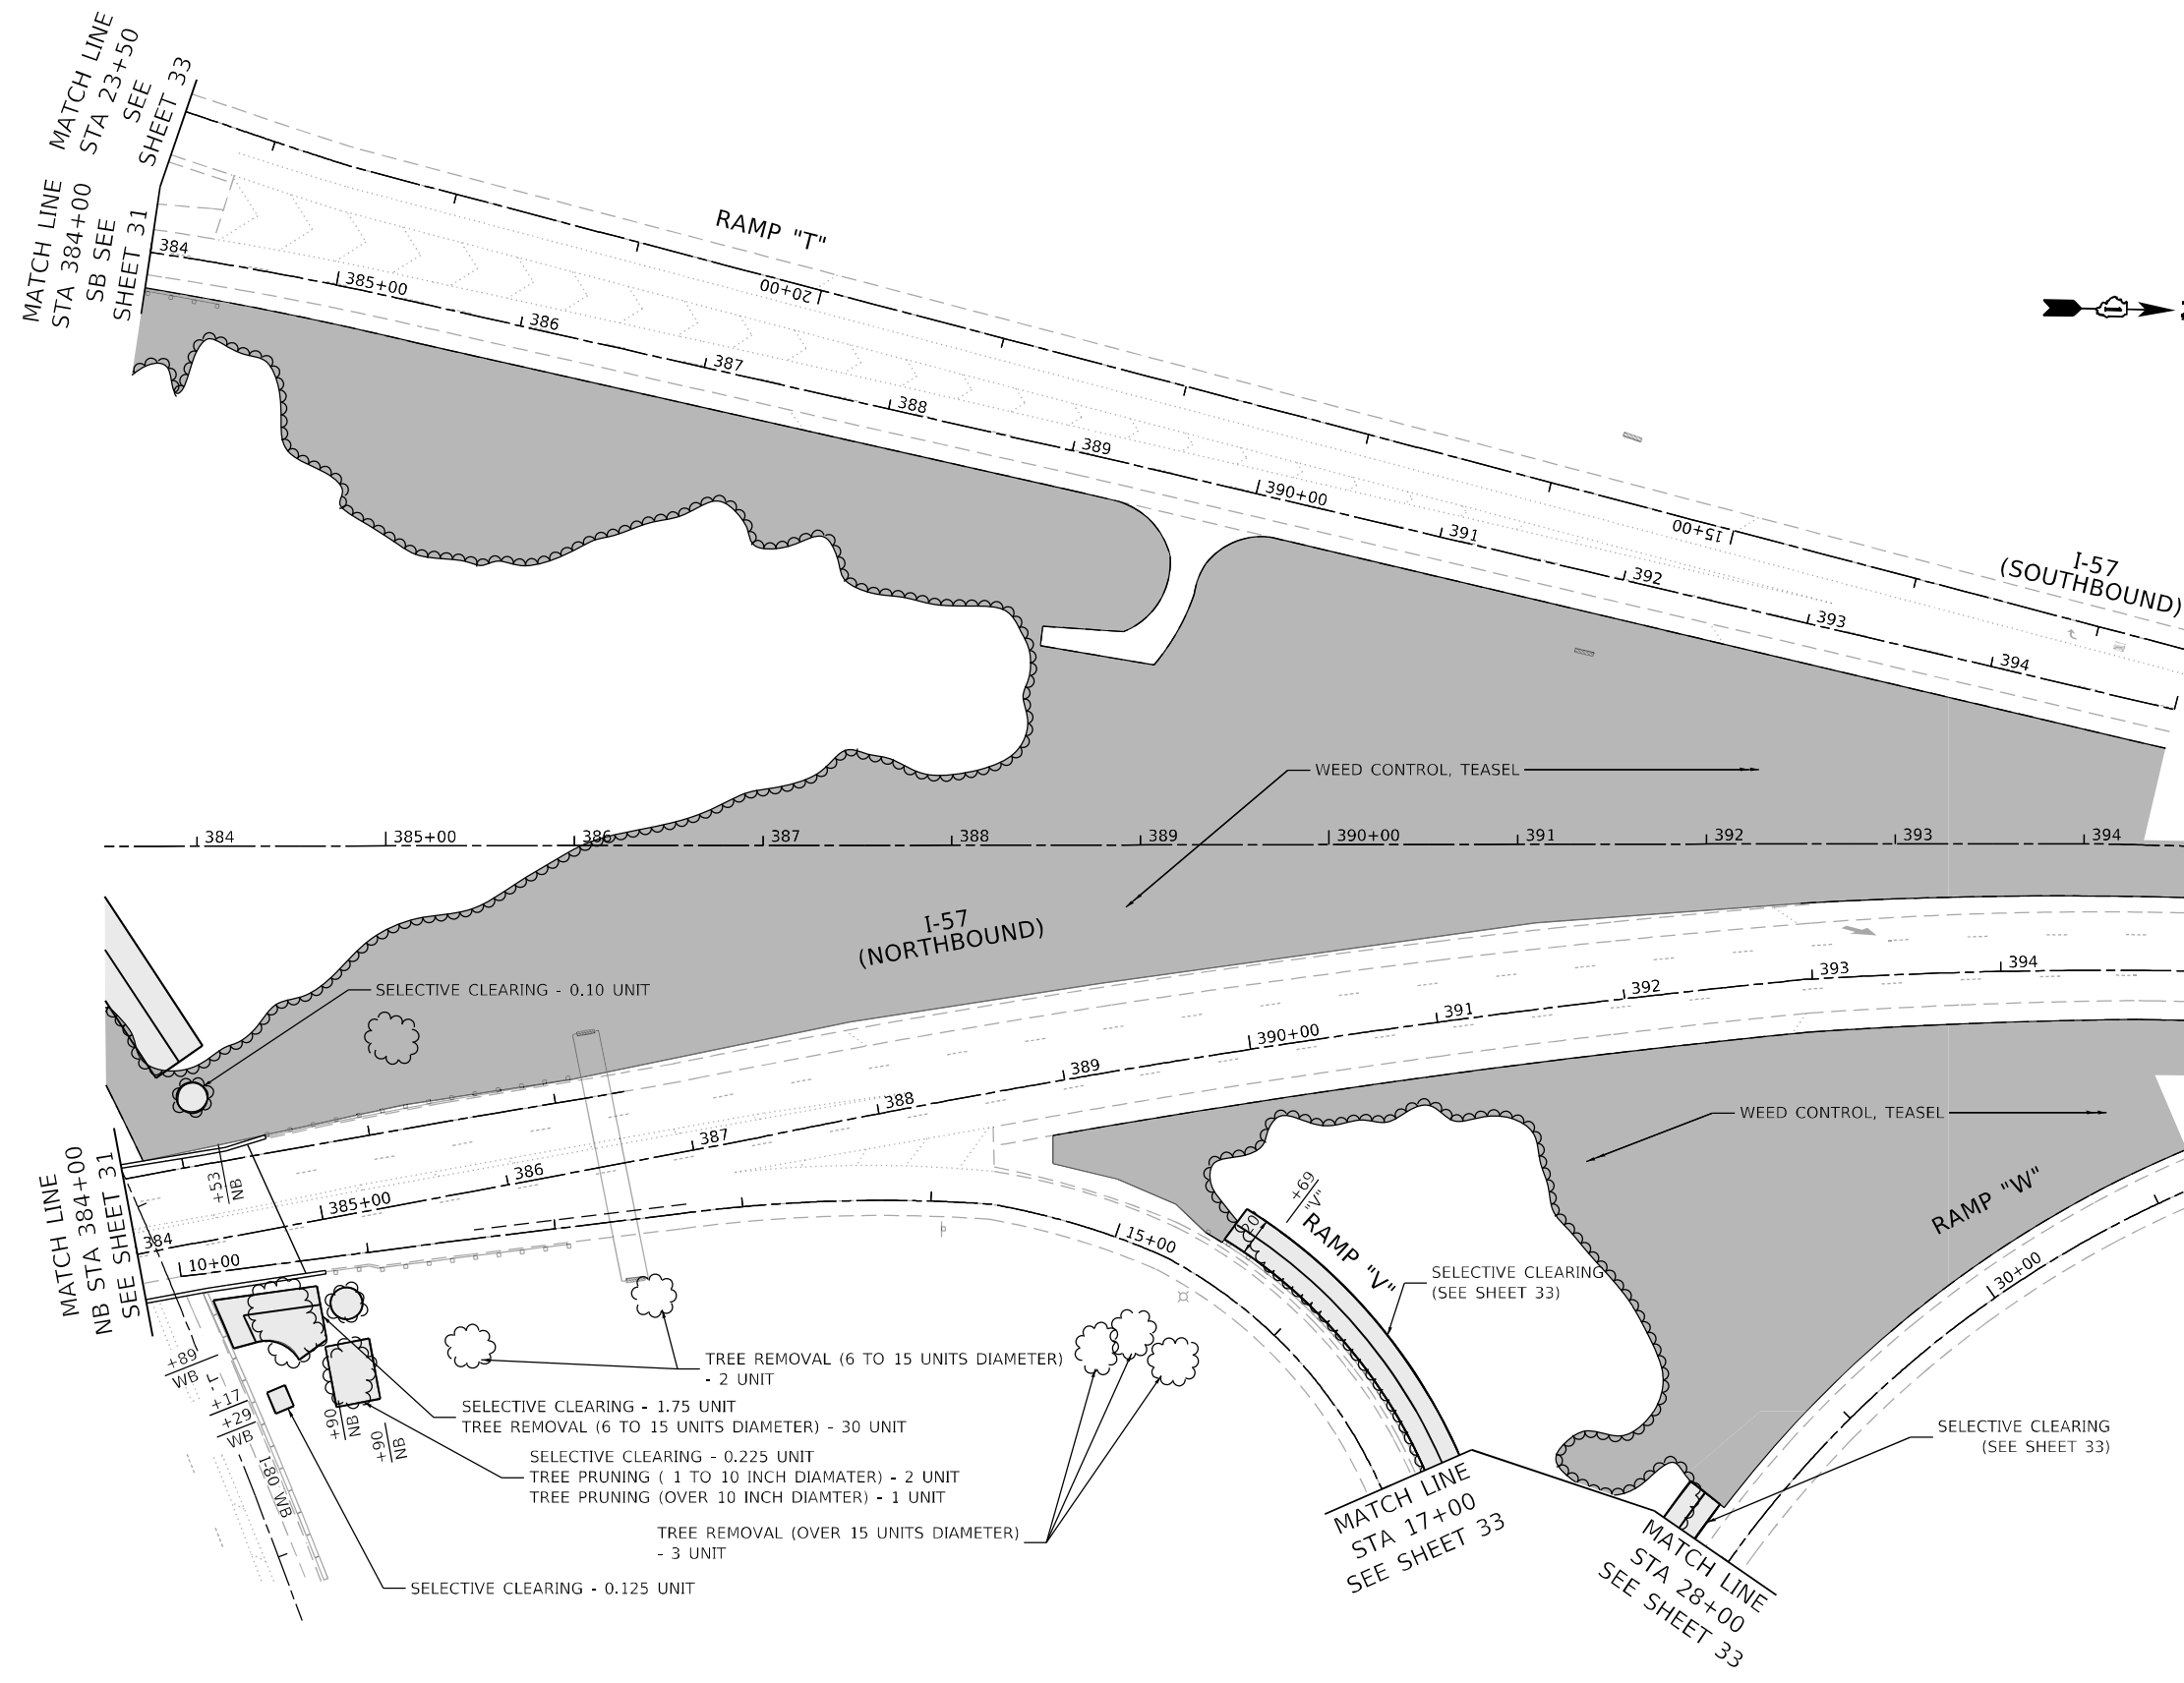 MATCH LINE
STA 23+50
SEE
SHEET 33
MATCH LINE
STA 384+00
SB SEE
SHEET 31
RAMP "T"
20+00
15+00
384
385+00
386
387
388
389
390+00
391
392
393
394
I-57
(SOUTHBOUND)
WEED CONTROL, TEASEL
384
385+00
386
387
388
389
390+00
391
392
393
394
I-57
(NORTHBOUND)
SELECTIVE CLEARING - 0.10 UNIT
384
385+00
386
387
388
389
390+00
391
392
393
394
WEED CONTROL, TEASEL
MATCH LINE
NB STA 384+00
SEE SHEET 31
+53
NB
10+00
15+00
+69
"V"
20
RAMP "V"
RAMP "W"
30+00
SELECTIVE CLEARING
(SEE SHEET 33)
+89
WB
+17
+29
WB
+90
NB
+90
NB
I-80 WB
TREE REMOVAL (6 TO 15 UNITS DIAMETER)
- 2 UNIT
SELECTIVE CLEARING - 1.75 UNIT
TREE REMOVAL (6 TO 15 UNITS DIAMETER) - 30 UNIT
SELECTIVE CLEARING - 0.225 UNIT
TREE PRUNING ( 1 TO 10 INCH DIAMATER) - 2 UNIT
TREE PRUNING (OVER 10 INCH DIAMTER) - 1 UNIT
TREE REMOVAL (OVER 15 UNITS DIAMETER)
- 3 UNIT
SELECTIVE CLEARING - 0.125 UNIT
SELECTIVE CLEARING
(SEE SHEET 33)
MATCH LINE
STA 17+00
SEE SHEET 33
MATCH LINE
STA 28+00
SEE SHEET 33